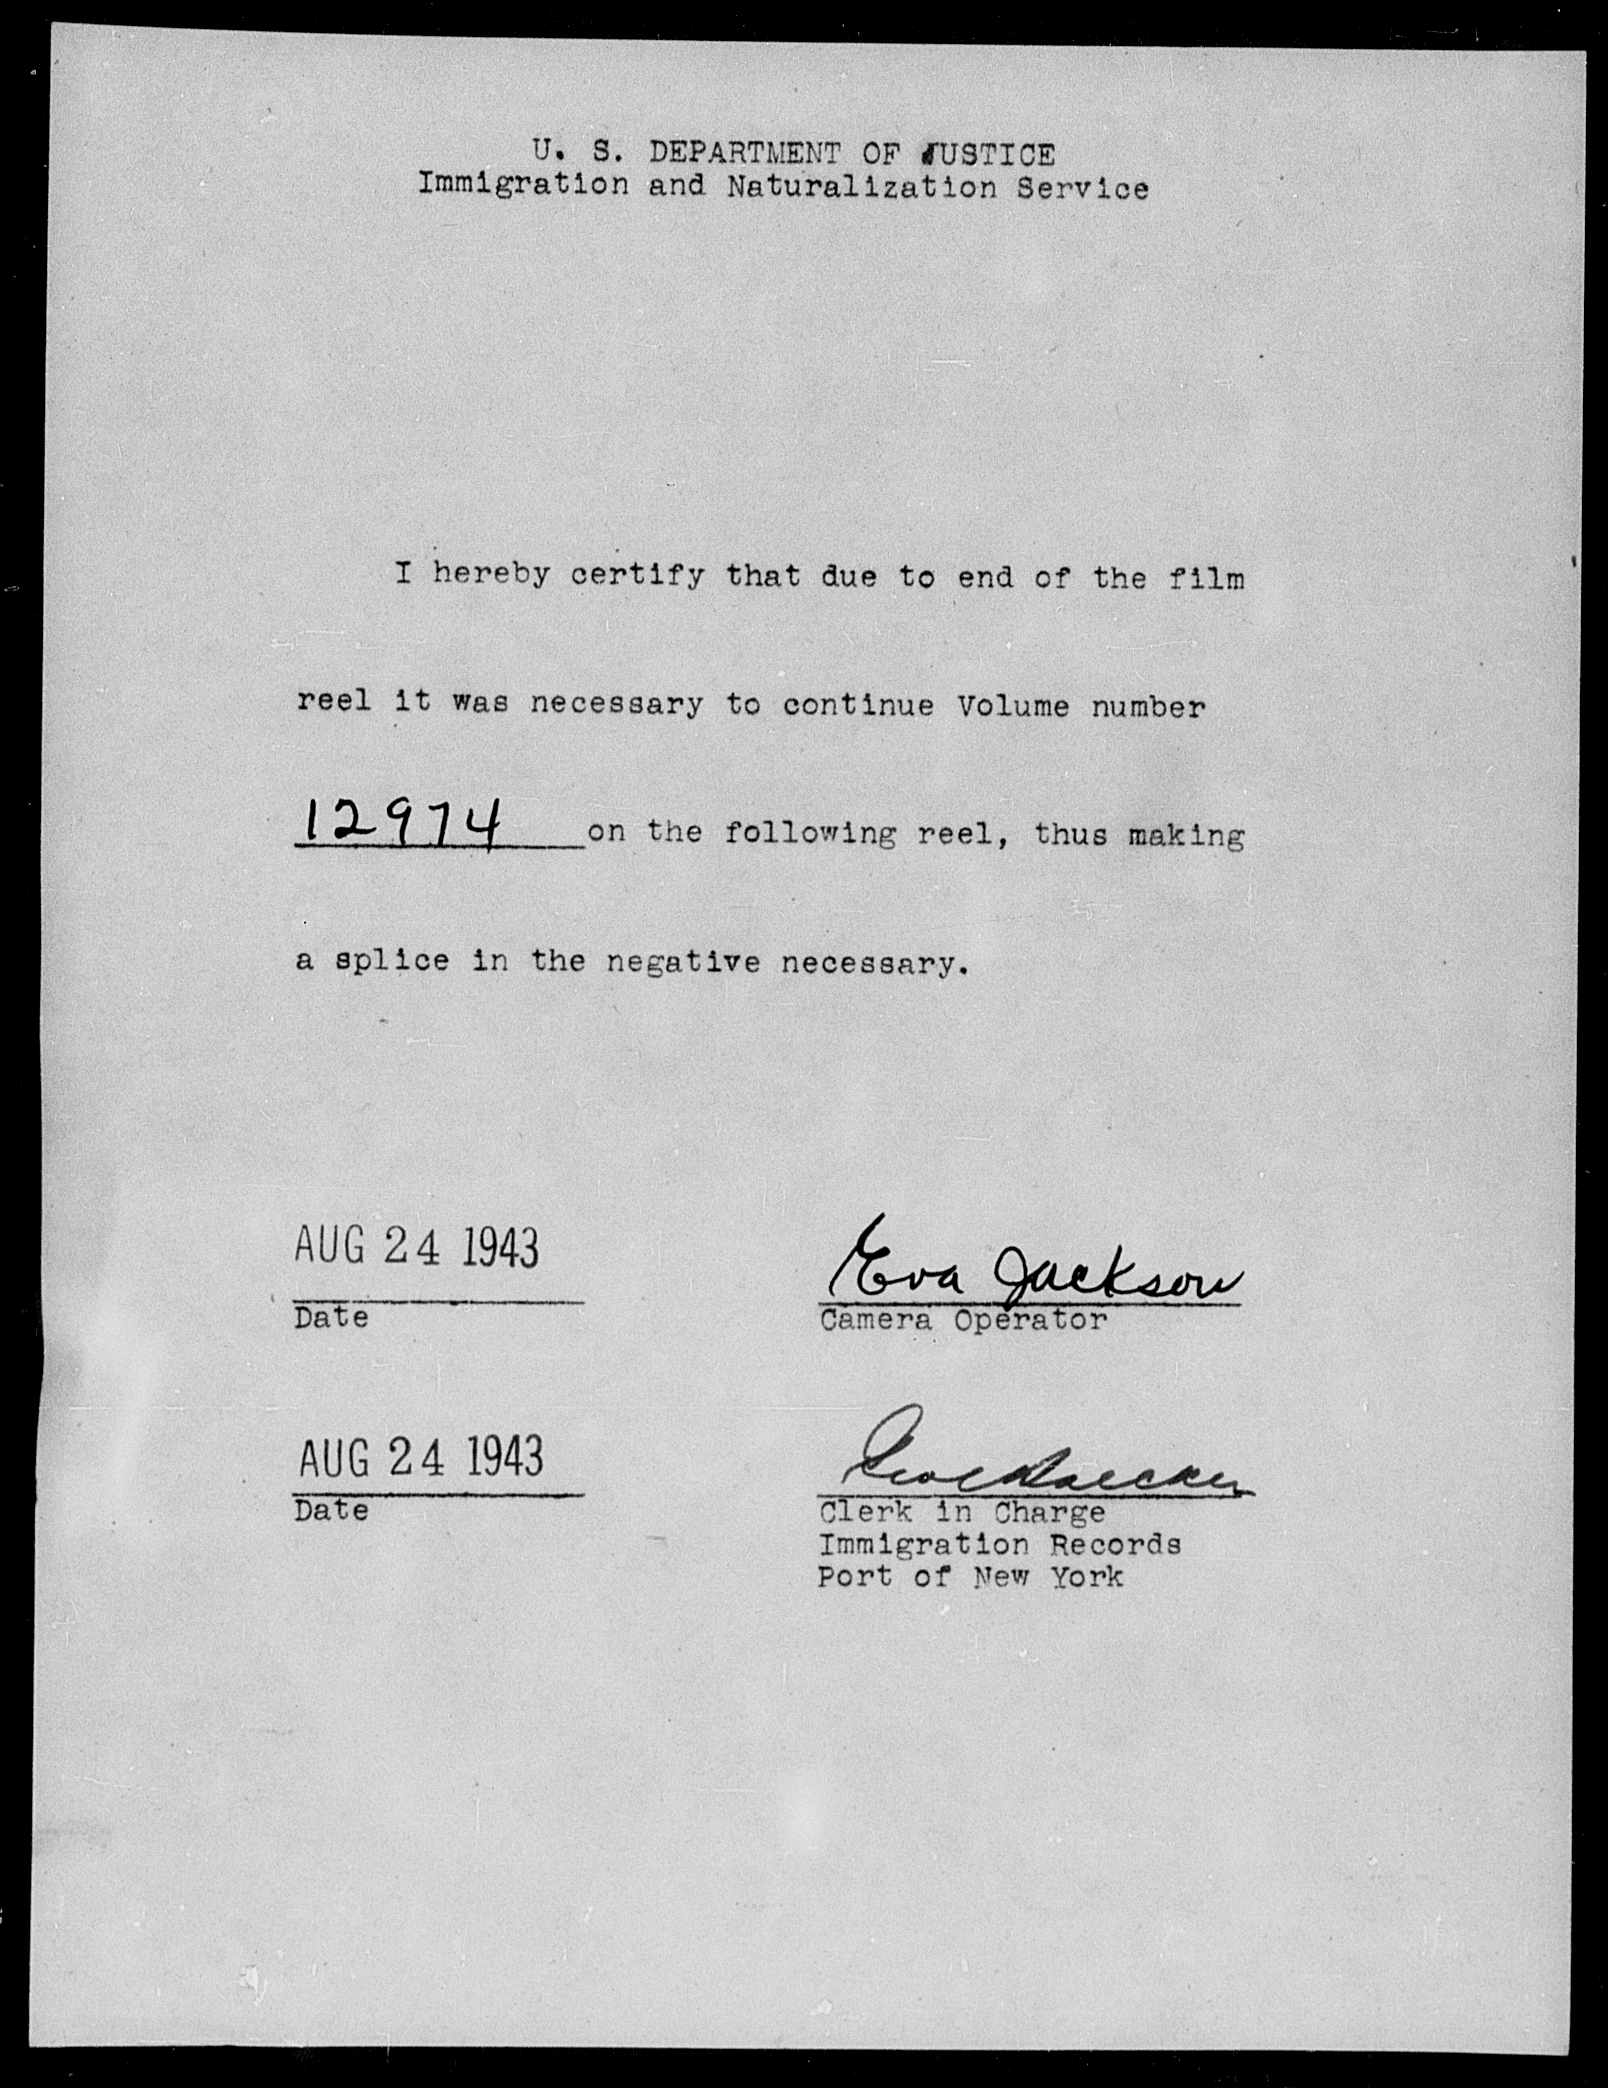 U. S. DEPARTMENT OF JUSTICE
Immigration and Naturalization Service
I hereby certify that due to end of the film
reel it was necessary to continue Volume number
12974 on the following reel, thus making
a splice in the negative necessary.
AUG 24 1943
Eva Jackson
Date
Camera Operator
AUG 24 1943
Date
Clerk in Charge
Immigration Records
Port of New York